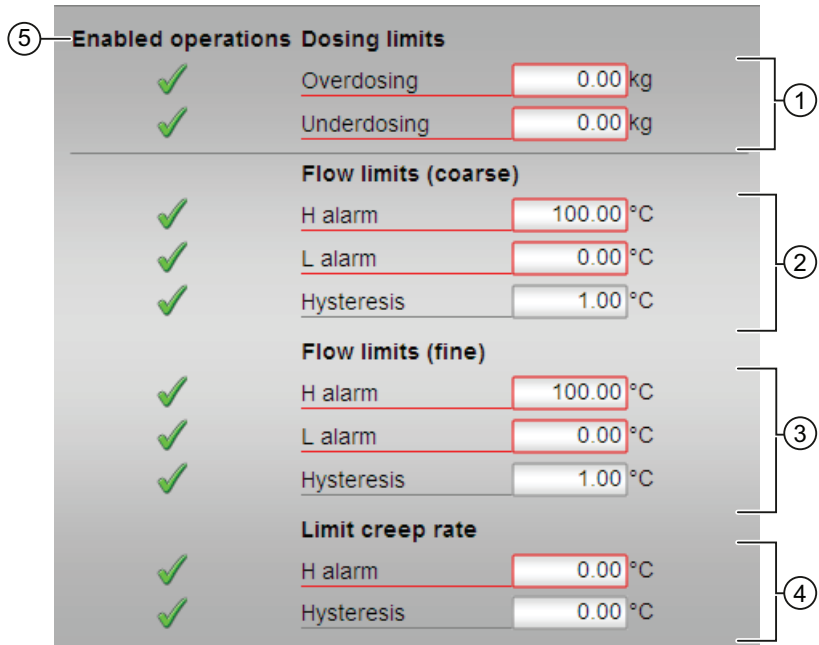 ⑤ Enabled operations Dosing limits
Overdosing 0.00 kg
①
Underdosing 0.00 kg
Flow limits (coarse)
H alarm 100.00 °C
L alarm 0.00 °C ②
Hysteresis 1.00 °C
Flow limits (fine)
H alarm 100.00 °C
L alarm 0.00 °C ③
Hysteresis 1.00 °C
Limit creep rate
H alarm 0.00 °C
④
Hysteresis 0.00 °C